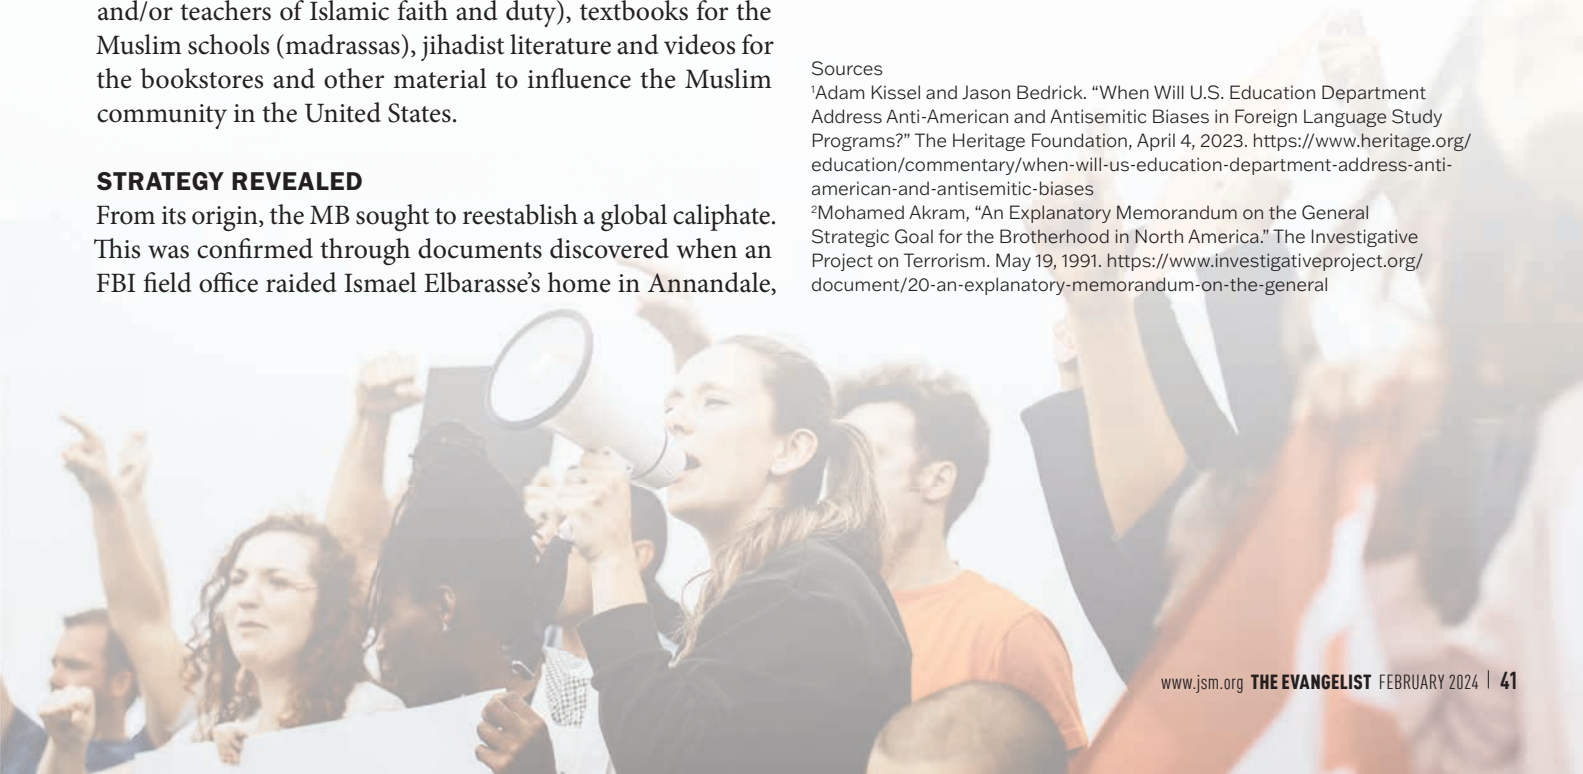 and/or teachers of Islamic faith and duty), textbooks for the
Muslim schools (madrassas), jihadist literature and videos for
the bookstores and other material to influence the Muslim
community in the United States.
STRATEGY REVEALED
From its origin, the MB sought to reestablish a global caliphate.
This was confirmed through documents discovered when an
FBI field office raided Ismael Elbarasse’s home in Annandale,
Sources
¹Adam Kissel and Jason Bedrick. “When Will U.S. Education Department
Address Anti-American and Antisemitic Biases in Foreign Language Study
Programs?” The Heritage Foundation, April 4, 2023. https://www.heritage.org/
education/commentary/when-will-us-education-department-address-anti-
american-and-antisemitic-biases
²Mohamed Akram, “An Explanatory Memorandum on the General
Strategic Goal for the Brotherhood in North America.” The Investigative
Project on Terrorism. May 19, 1991. https://www.investigativeproject.org/
document/20-an-explanatory-memorandum-on-the-general
www.jsm.org THE EVANGELIST FEBRUARY 2024 | 41